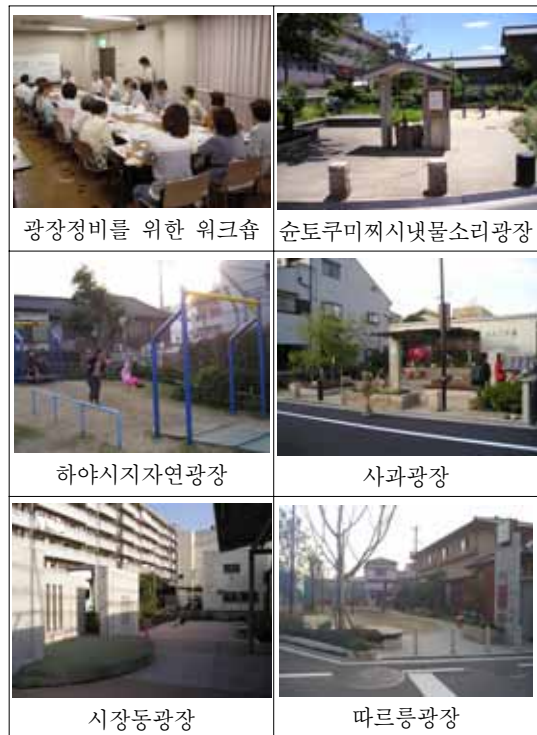 광장정비를 위한 워크숍
슌토쿠미찌시냇물소리광장
하야시지자연광장
사과광장
시장동광장
따르릉광장